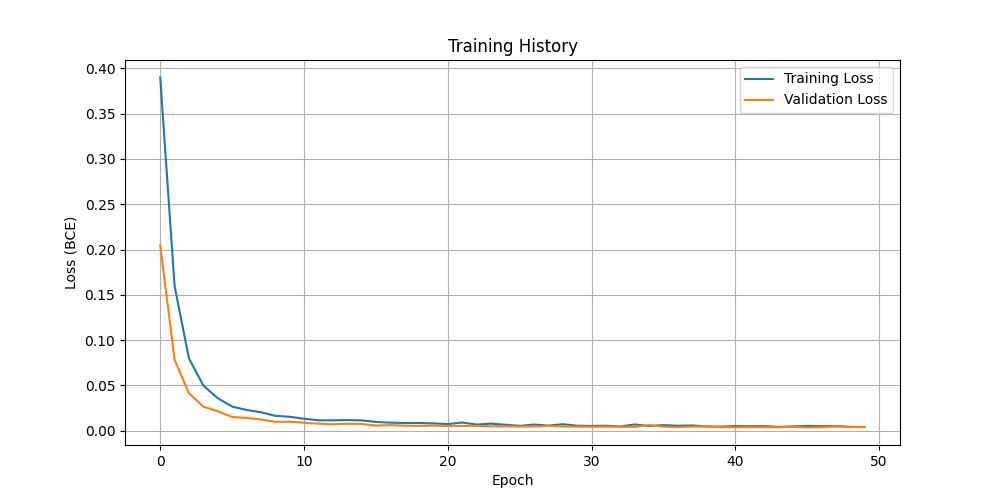 Training History
Training Loss
Validation Loss
0.40
0.35
0.30
0.25
0.20
0.15
0.10
0.05
0.00
Loss (BCE)
0 10 20 30 40 50
Epoch